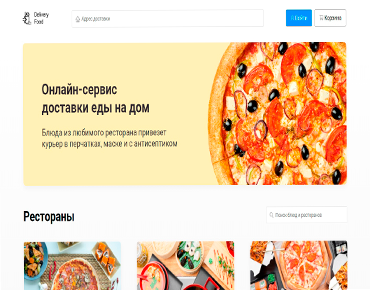 Delivery
Food
Адрес доставки
Войти
Корзина
Онлайн-сервис
доставки еды на дом
Блюда из любимого ресторана привезет
курьер в перчатках, маске и с антисептиком
Рестораны
Поиск блюд и ресторанов